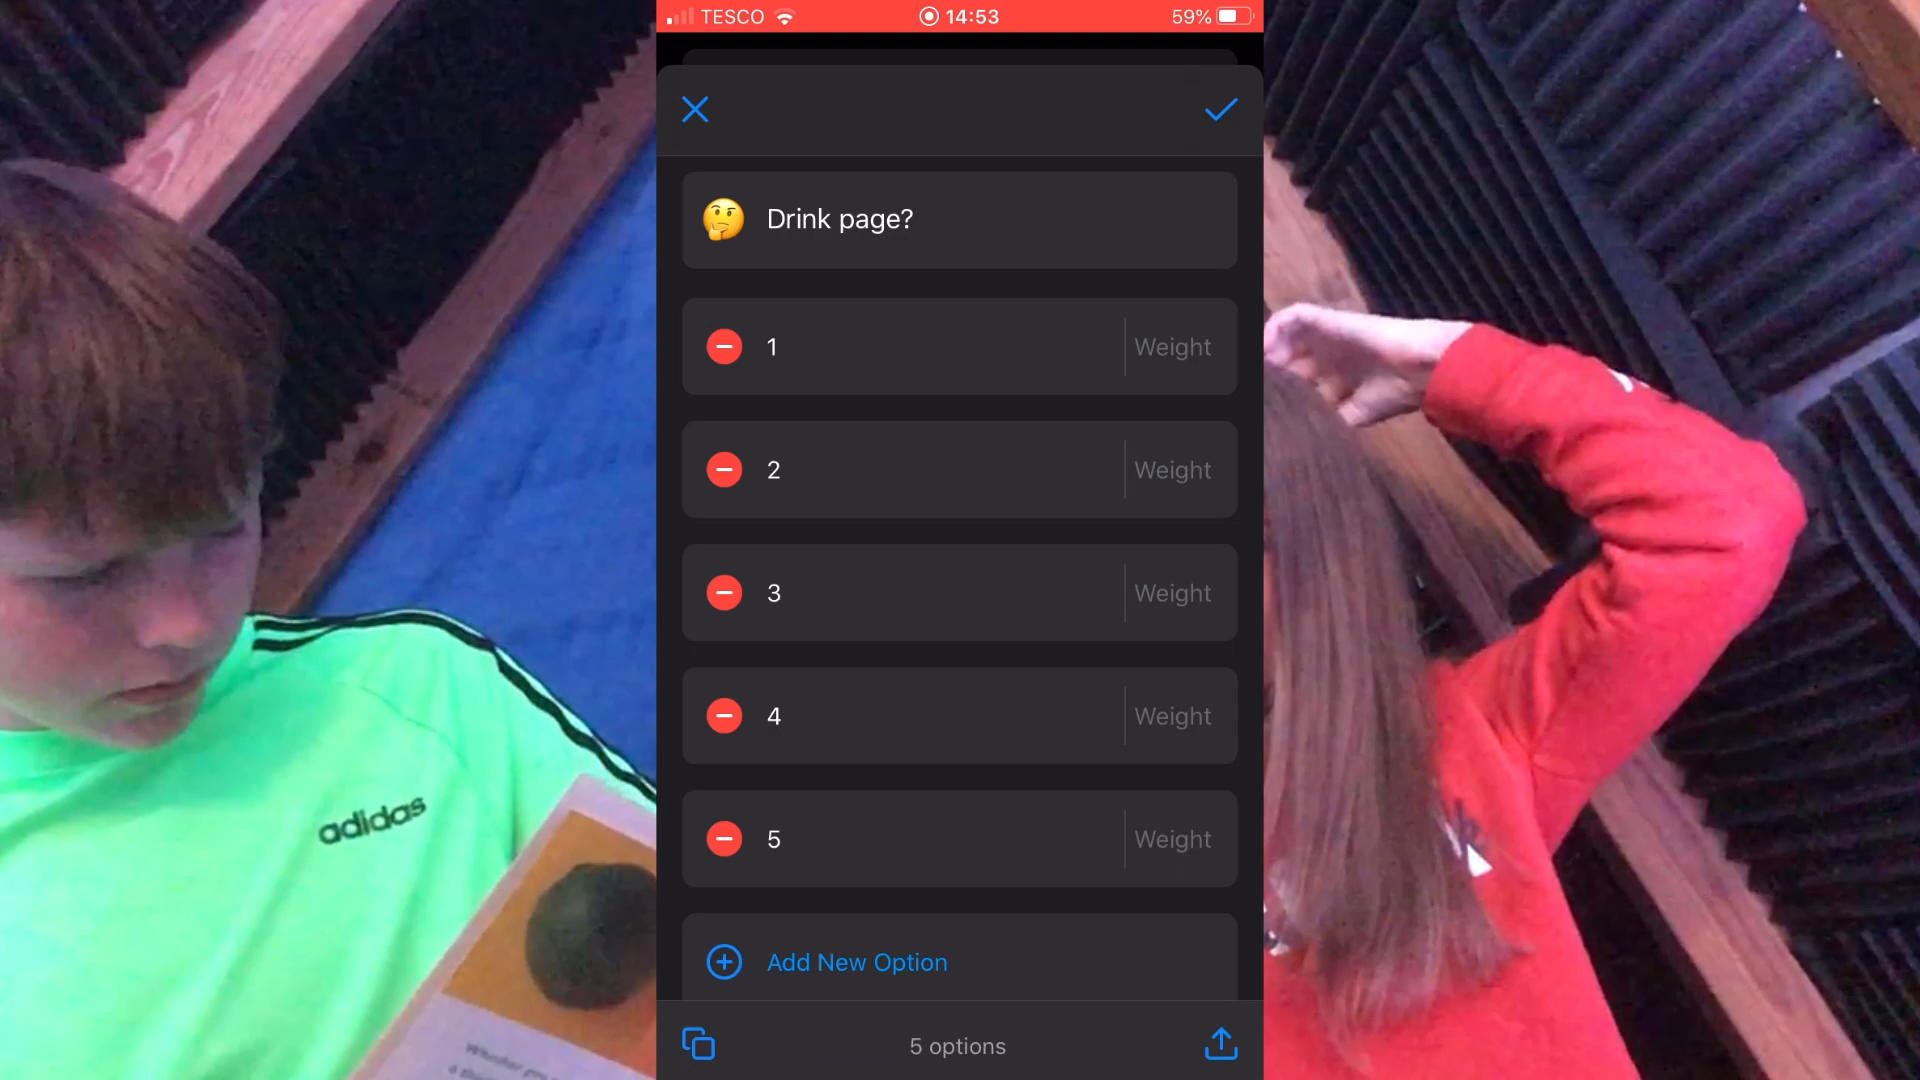 TESCO 14:53 59%
🤔 Drink page?
1 Weight
2 Weight
3 Weight
4 Weight
5 Weight
Add New Option
5 options
adidas